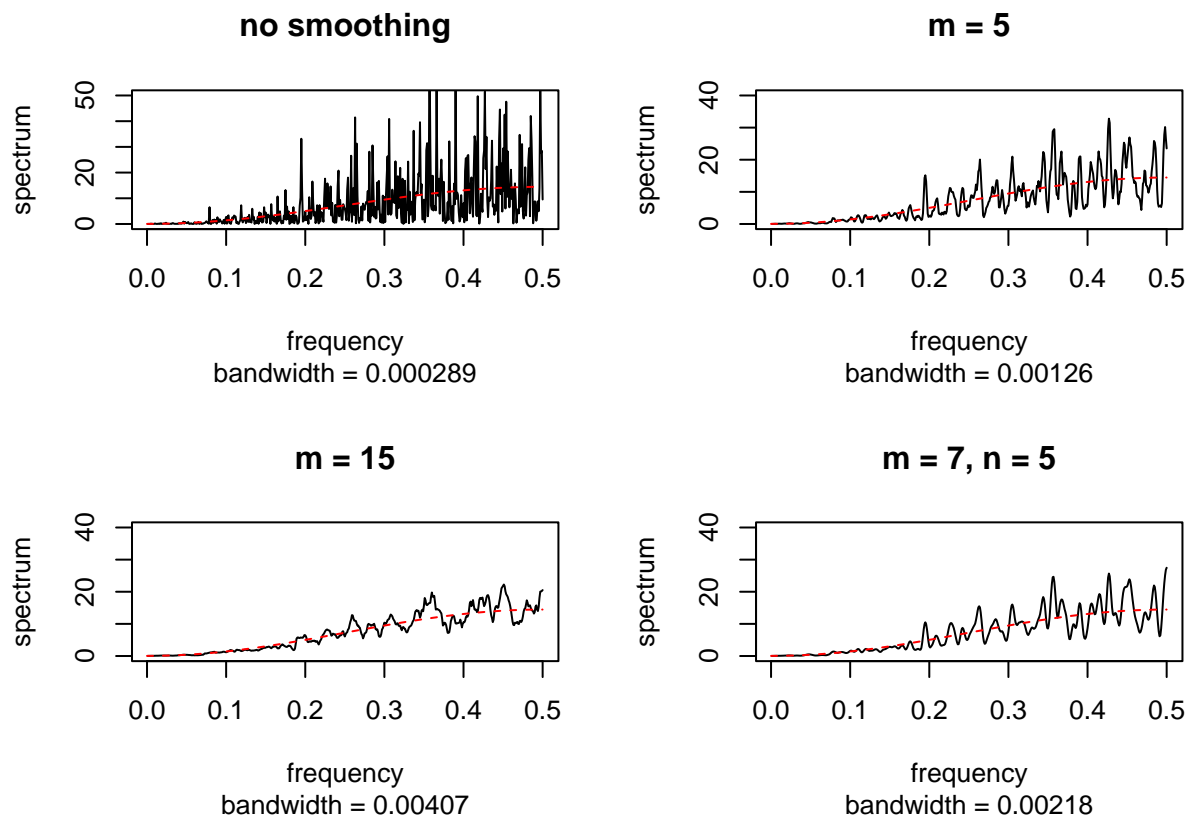 no smoothing
spectrum
0 20 50
0.0 0.1 0.2 0.3 0.4 0.5
frequency
bandwidth = 0.000289
m = 5
spectrum
0 20 40
0.0 0.1 0.2 0.3 0.4 0.5
frequency
bandwidth = 0.00126
m = 15
spectrum
0 20 40
0.0 0.1 0.2 0.3 0.4 0.5
frequency
bandwidth = 0.00407
m = 7, n = 5
spectrum
0 20 40
0.0 0.1 0.2 0.3 0.4 0.5
frequency
bandwidth = 0.00218